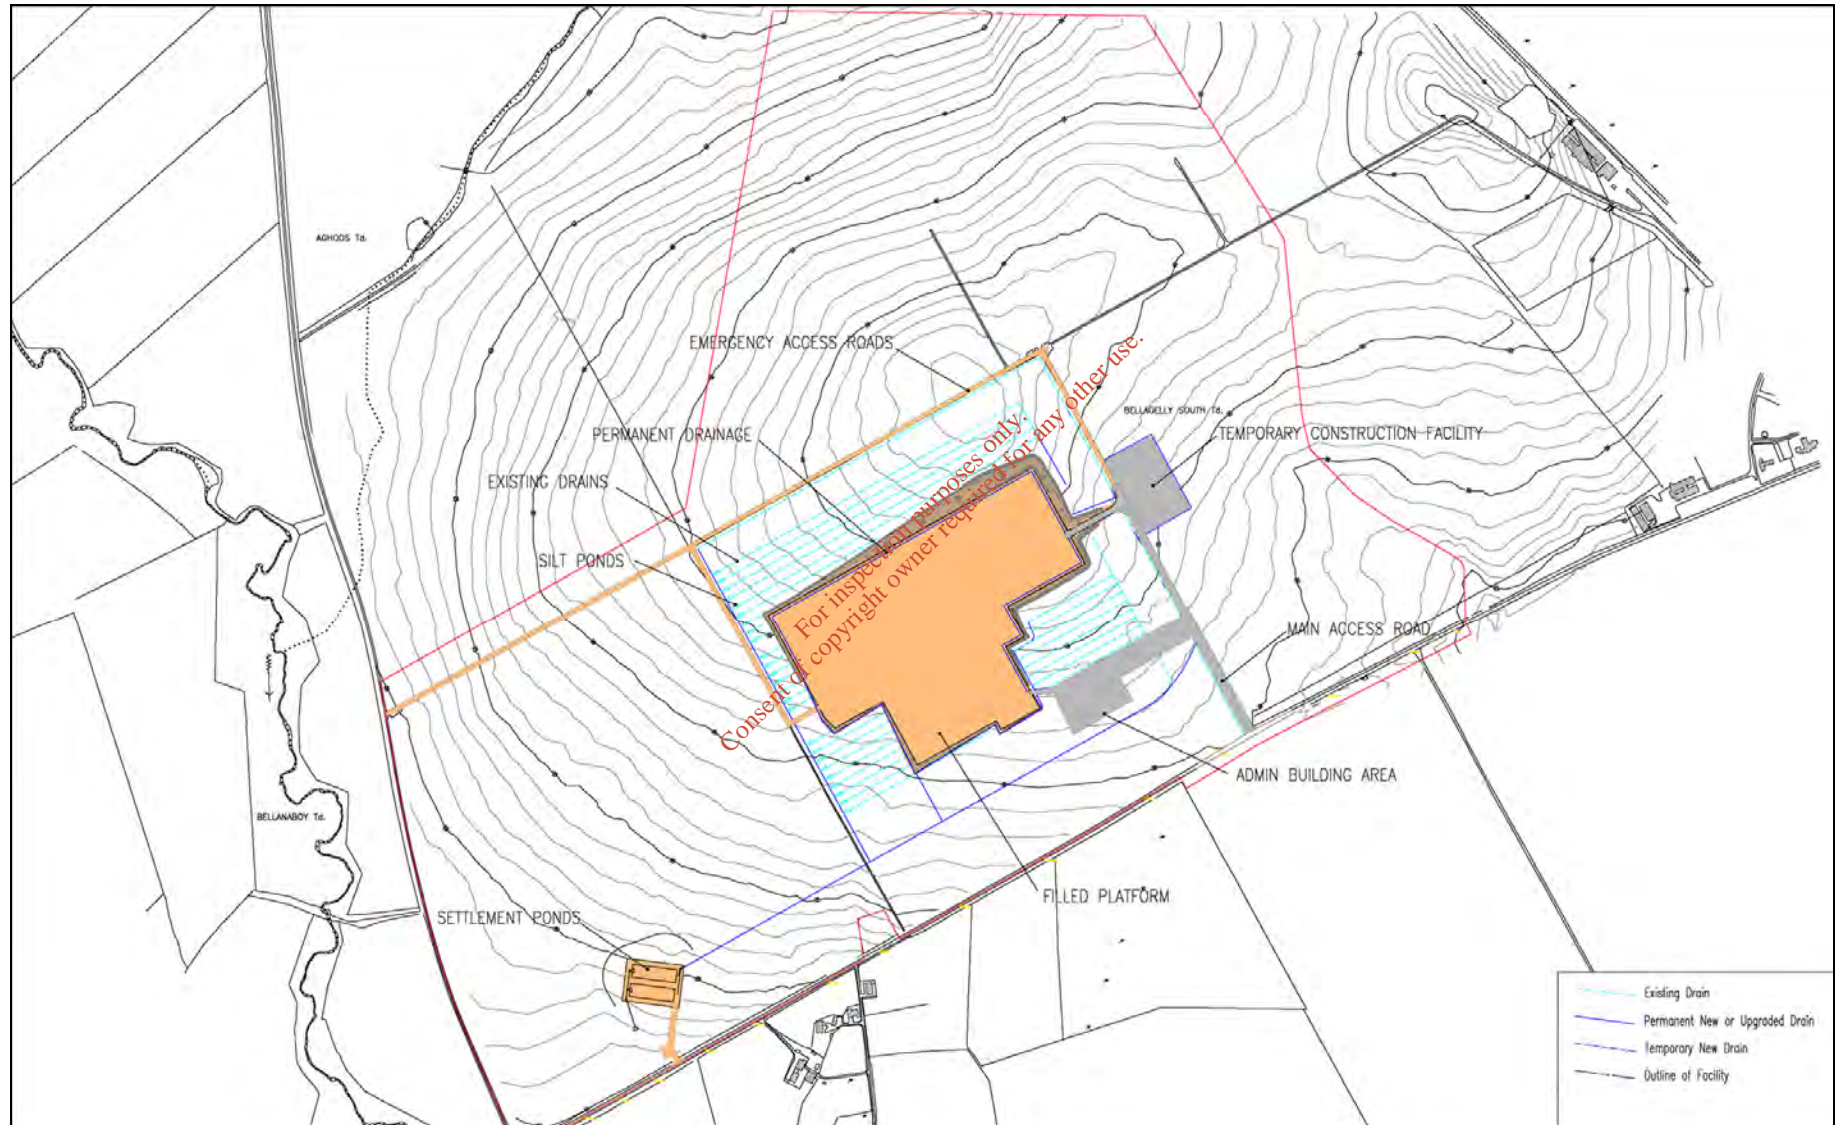 AGHOOS Td.
EMERGENCY ACCESS ROADS
BELLAGELLY SOUTH Td.
PERMANENT DRAINAGE
TEMPORARY CONSTRUCTION FACILITY
EXISTING DRAINS
SILT PONDS
For inspection purposes only.
Consent of copyright owner required for any other use.
MAIN ACCESS ROAD
ADMIN BUILDING AREA
BELLANABOY Td.
FILLED PLATFORM
SETTLEMENT PONDS
Existing Drain
Permanent New or Upgraded Drain
Temporary New Drain
Outline of Facility